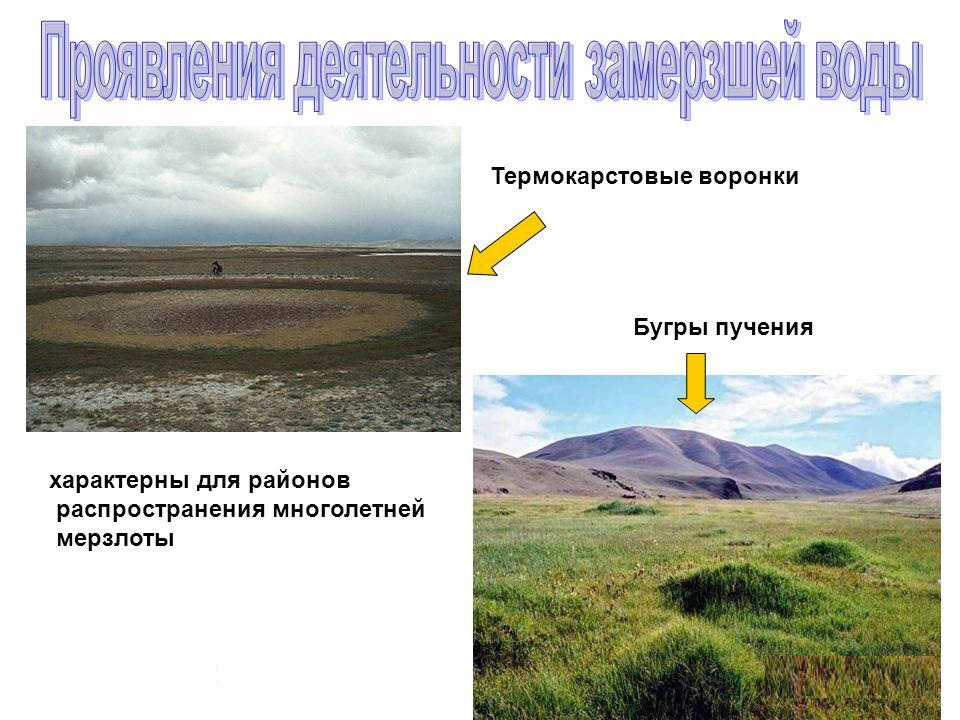 Проявления деятельности замерзшей воды
Термокарстовые воронки
Бугры пучения
характерны для районов
распространения многолетней
мерзлоты